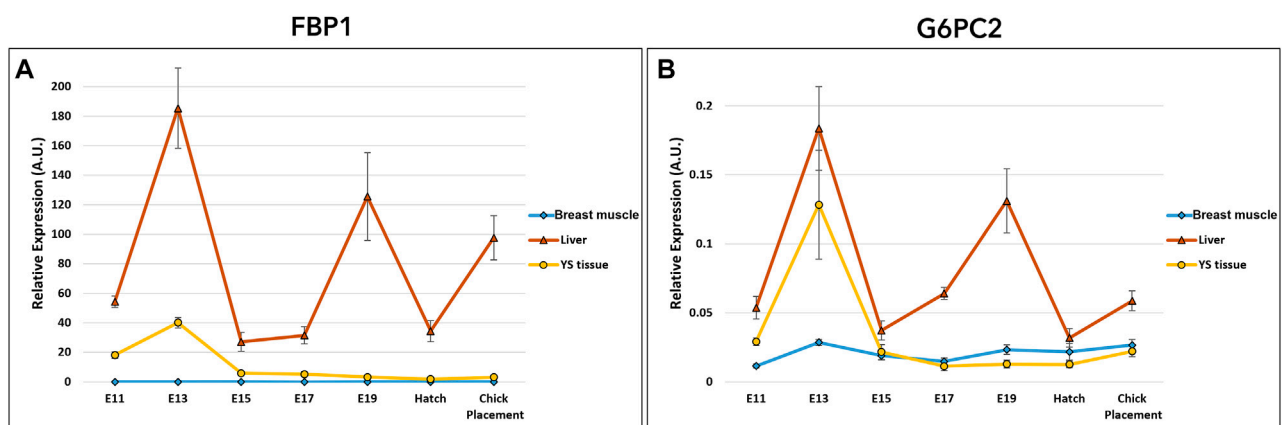 FBP1
G6PC2
A
Relative Expression (A.U.)
200
180
160
140
120
100
80
60
40
20
0
E11 E13 E15 E17 E19 Hatch Chick
Placement
Breast muscle
Liver
YS tissue
B
Relative Expression (A.U.)
0.2
0.15
0.1
0.05
0
E11 E13 E15 E17 E19 Hatch Chick
Placement
Breast muscle
Liver
YS tissue